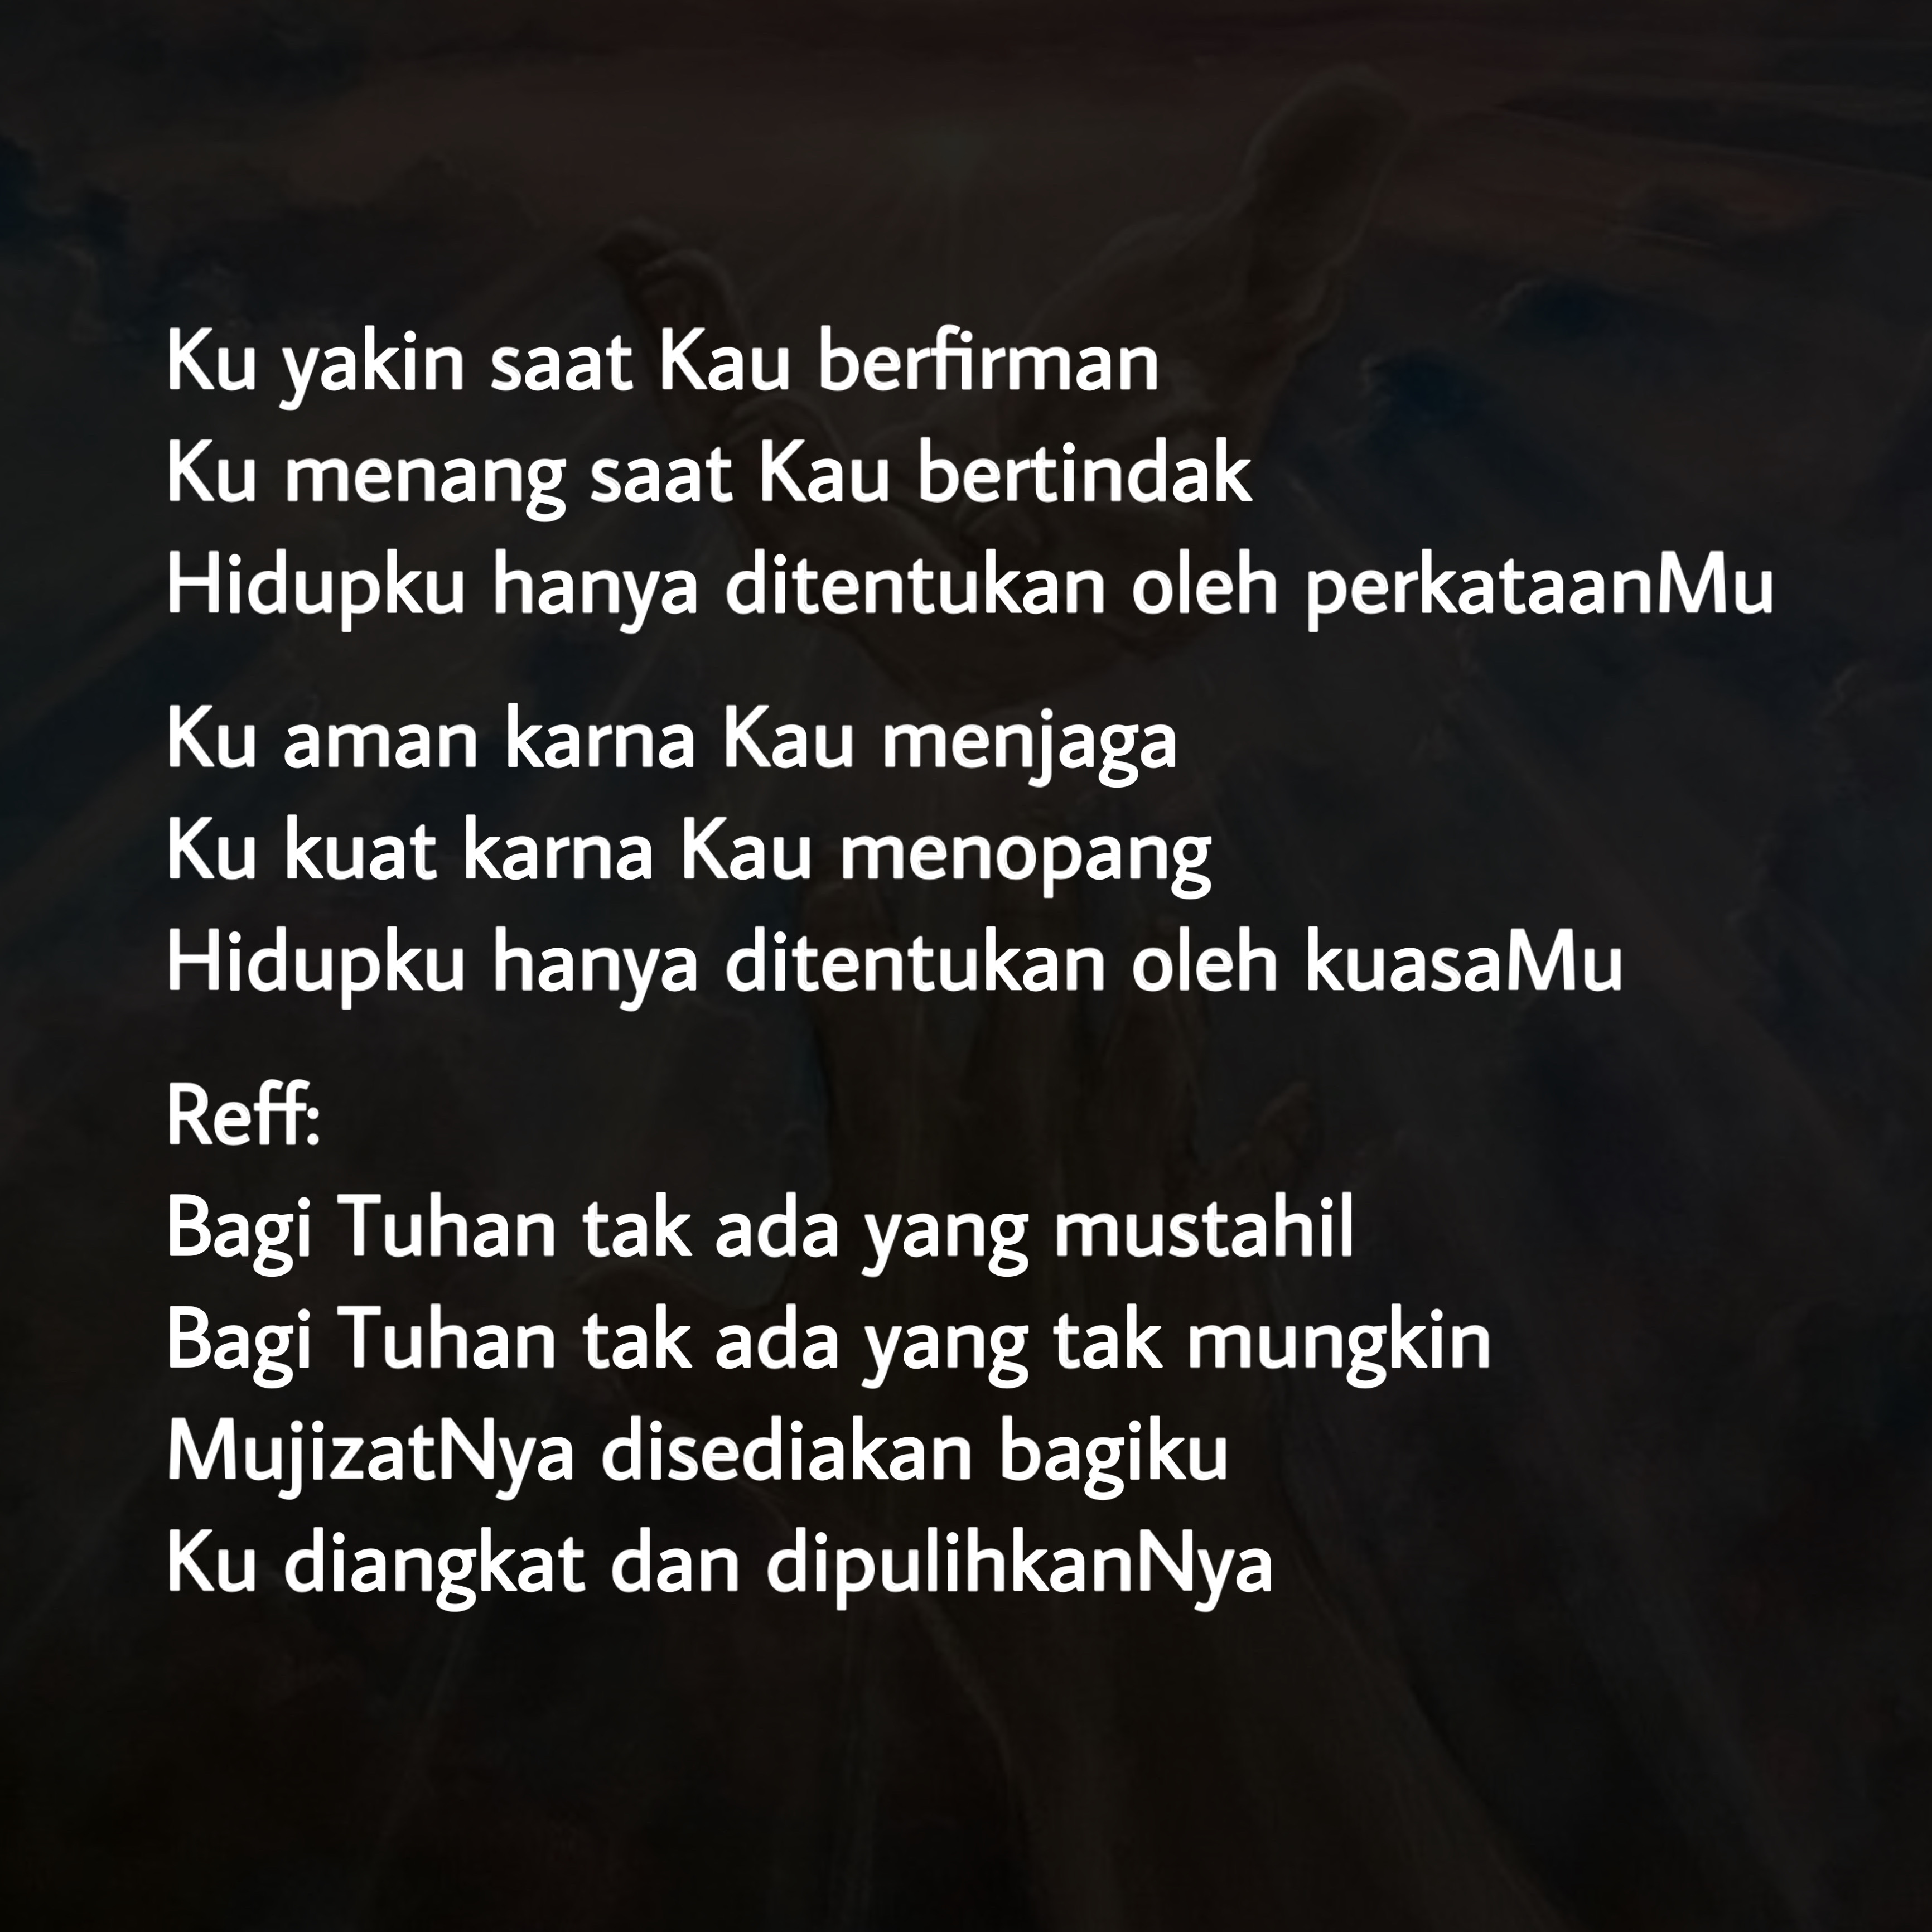 Ku yakin saat Kau berfirman
Ku menang saat Kau bertindak
Hidupku hanya ditentukan oleh perkataanMu
Ku aman karna Kau menjaga
Ku kuat karna Kau menopang
Hidupku hanya ditentukan oleh kuasaMu
Reff:
Bagi Tuhan tak ada yang mustahil
Bagi Tuhan tak ada yang tak mungkin
MujizatNya disediakan bagiku
Ku diangkat dan dipulihkanNya